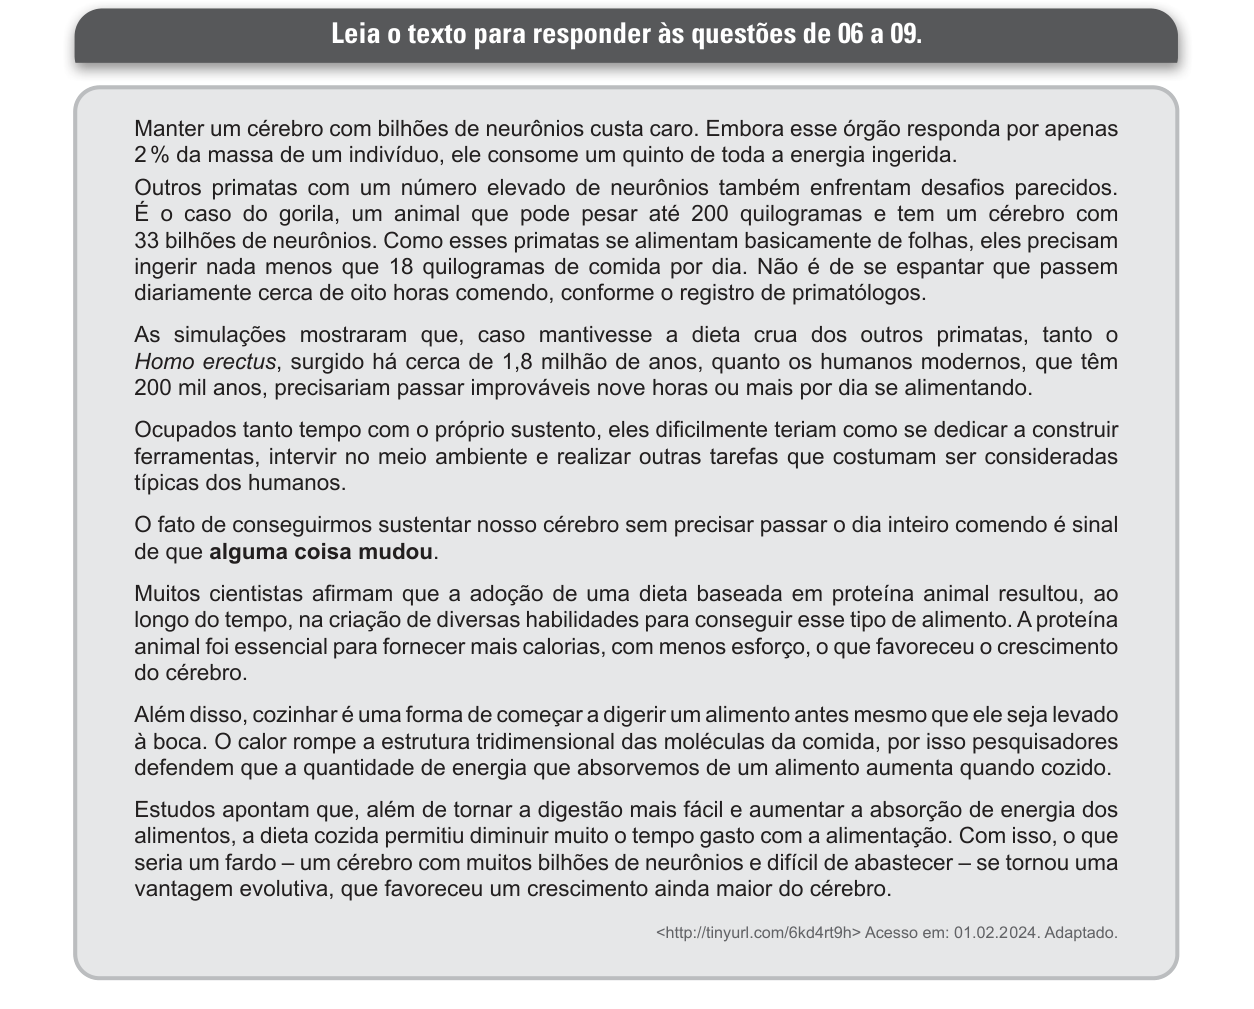 Leia o texto para responder às questões de 06 a 09.
Manter um cérebro com bilhões de neurônios custa caro. Embora esse órgão responda por apenas
2 % da massa de um indivíduo, ele consome um quinto de toda a energia ingerida.
Outros primatas com um número elevado de neurônios também enfrentam desafios parecidos.
É o caso do gorila, um animal que pode pesar até 200 quilogramas e tem um cérebro com
33 bilhões de neurônios. Como esses primatas se alimentam basicamente de folhas, eles precisam
ingerir nada menos que 18 quilogramas de comida por dia. Não é de se espantar que passem
diariamente cerca de oito horas comendo, conforme o registro de primatólogos.
As simulações mostraram que, caso mantivesse a dieta crua dos outros primatas, tanto o
Homo erectus, surgido há cerca de 1,8 milhão de anos, quanto os humanos modernos, que têm
200 mil anos, precisariam passar improváveis nove horas ou mais por dia se alimentando.
Ocupados tanto tempo com o próprio sustento, eles dificilmente teriam como se dedicar a construir
ferramentas, intervir no meio ambiente e realizar outras tarefas que costumam ser consideradas
típicas dos humanos.
O fato de conseguirmos sustentar nosso cérebro sem precisar passar o dia inteiro comendo é sinal
de que alguma coisa mudou.
Muitos cientistas afirmam que a adoção de uma dieta baseada em proteína animal resultou, ao
longo do tempo, na criação de diversas habilidades para conseguir esse tipo de alimento. A proteína
animal foi essencial para fornecer mais calorias, com menos esforço, o que favoreceu o crescimento
do cérebro.
Além disso, cozinhar é uma forma de começar a digerir um alimento antes mesmo que ele seja levado
à boca. O calor rompe a estrutura tridimensional das moléculas da comida, por isso pesquisadores
defendem que a quantidade de energia que absorvemos de um alimento aumenta quando cozido.
Estudos apontam que, além de tornar a digestão mais fácil e aumentar a absorção de energia dos
alimentos, a dieta cozida permitiu diminuir muito o tempo gasto com a alimentação. Com isso, o que
seria um fardo – um cérebro com muitos bilhões de neurônios e difícil de abastecer – se tornou uma
vantagem evolutiva, que favoreceu um crescimento ainda maior do cérebro.
<http://tinyurl.com/6kd4rt9h> Acesso em: 01.02.2024. Adaptado.